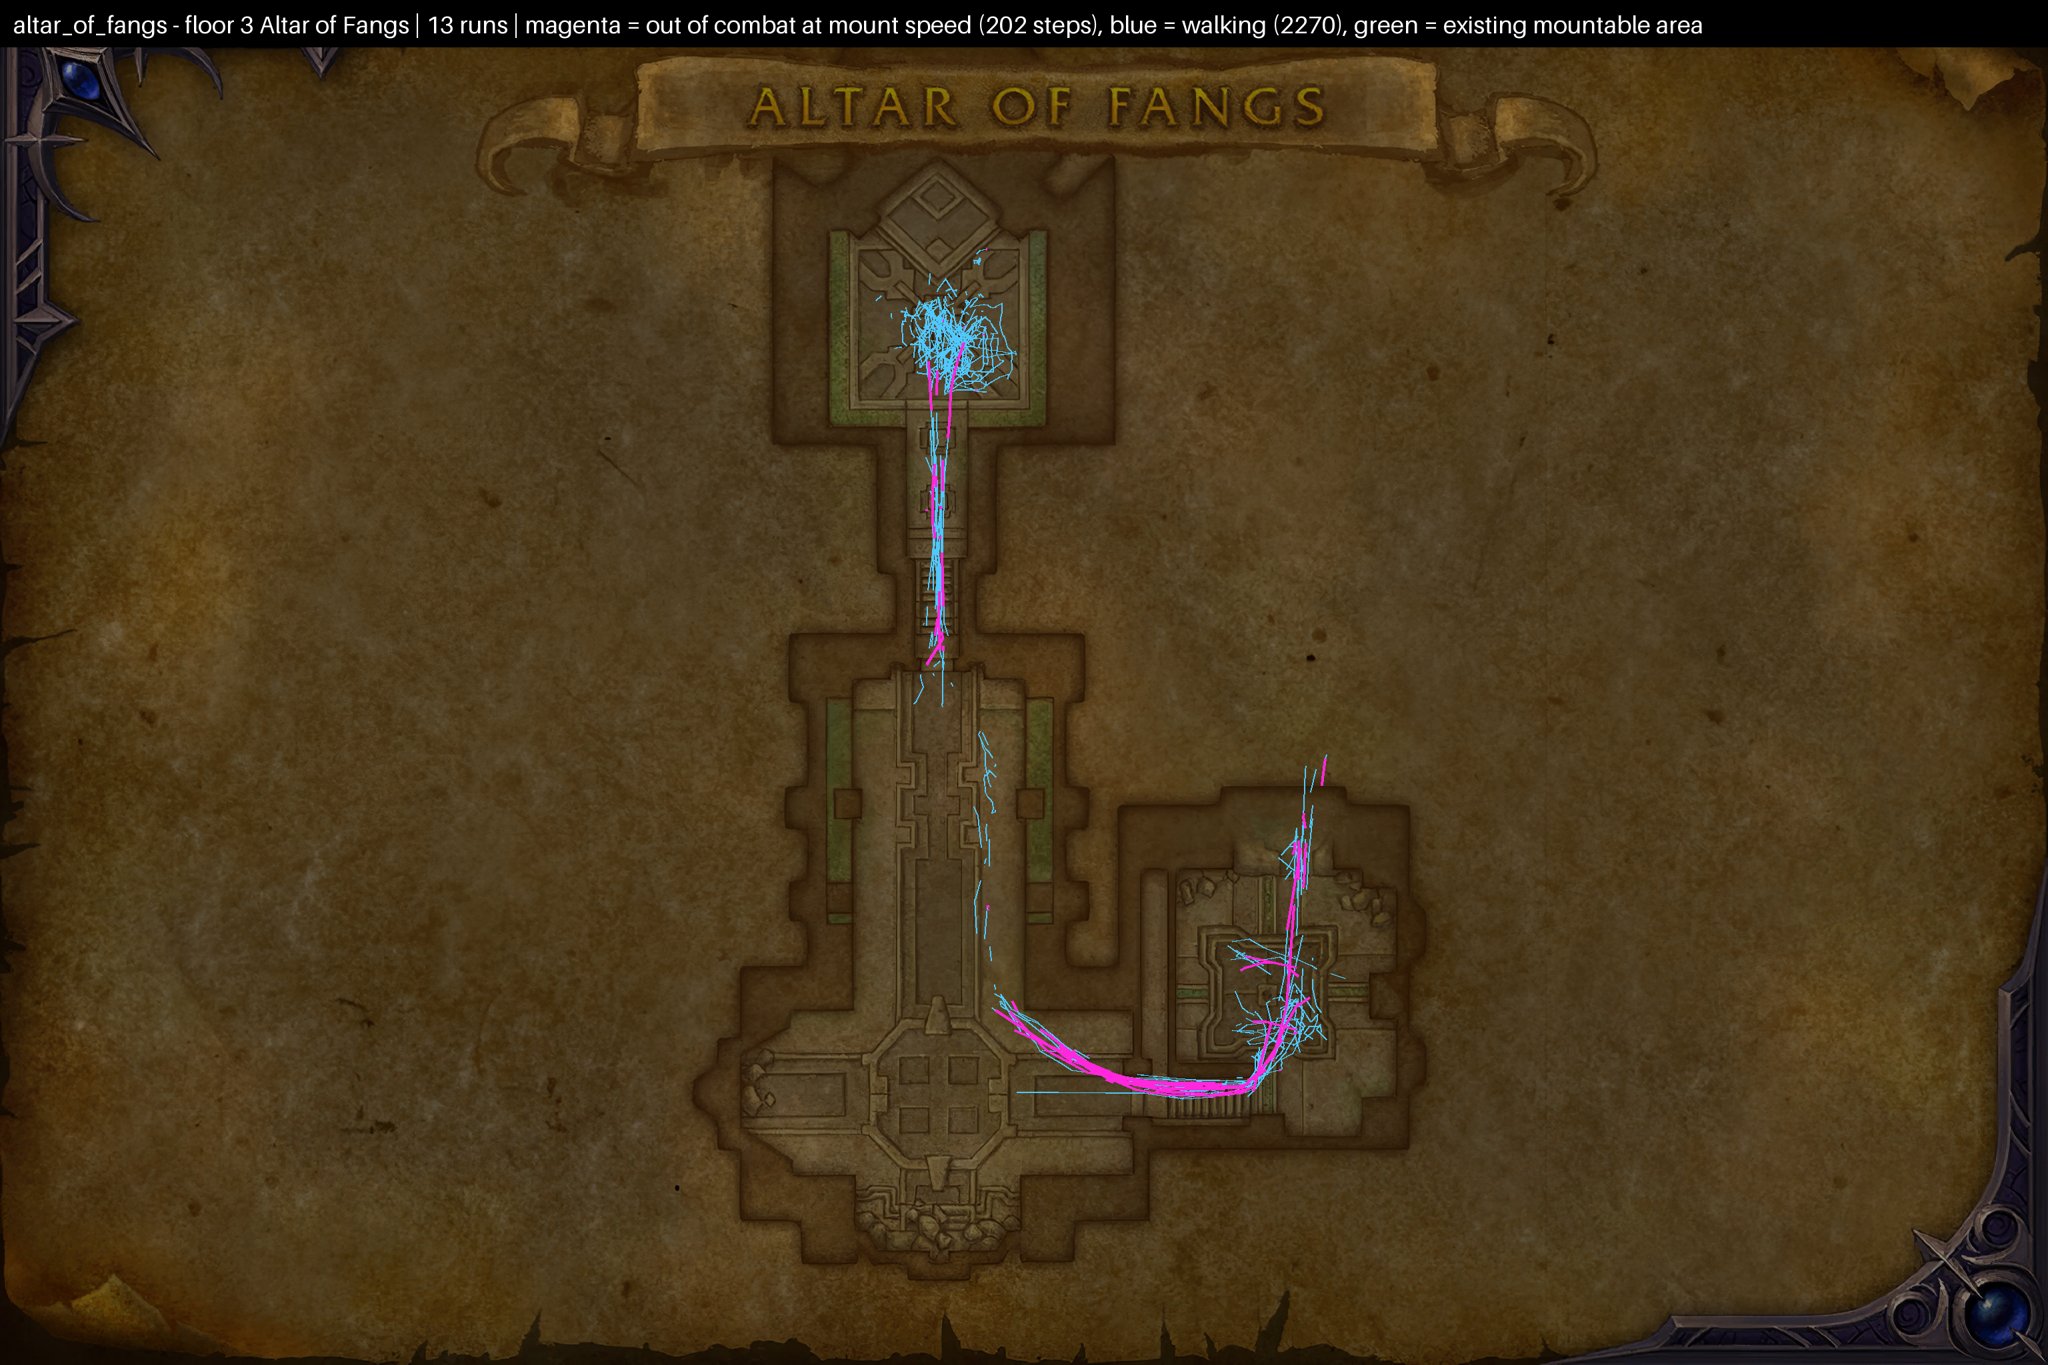 altar_of_fangs - floor 3 Altar of Fangs | 13 runs | magenta = out of combat at mount speed (202 steps), blue = walking (2270), green = existing mountable area
ALTAR OF FANGS